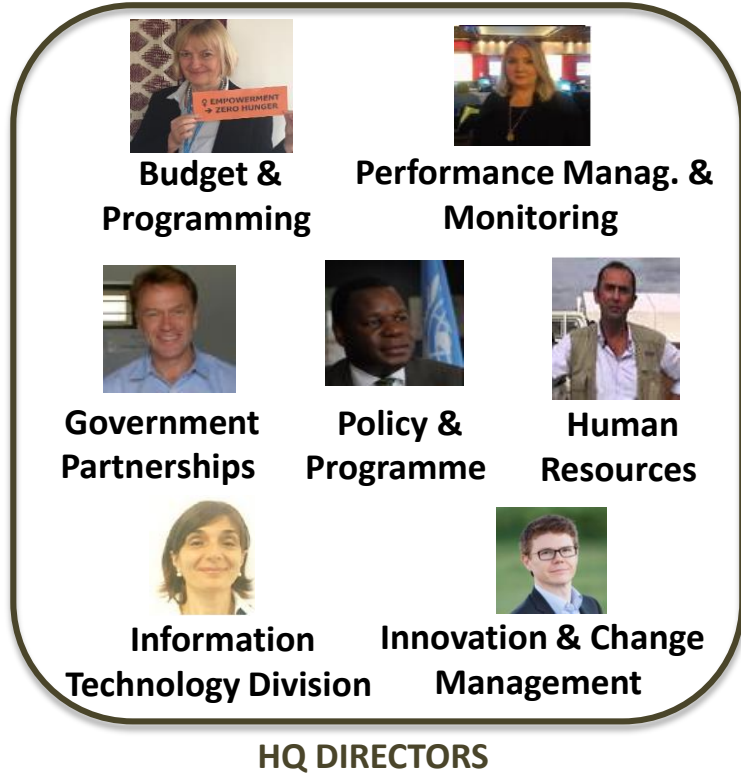 ♀ EMPOWERMENT
→ ZERO HUNGER
Budget &
Programming
Performance Manag. &
Monitoring
Government
Partnerships
Policy &
Programme
Human
Resources
Information
Technology Division
Innovation & Change
Management
HQ DIRECTORS